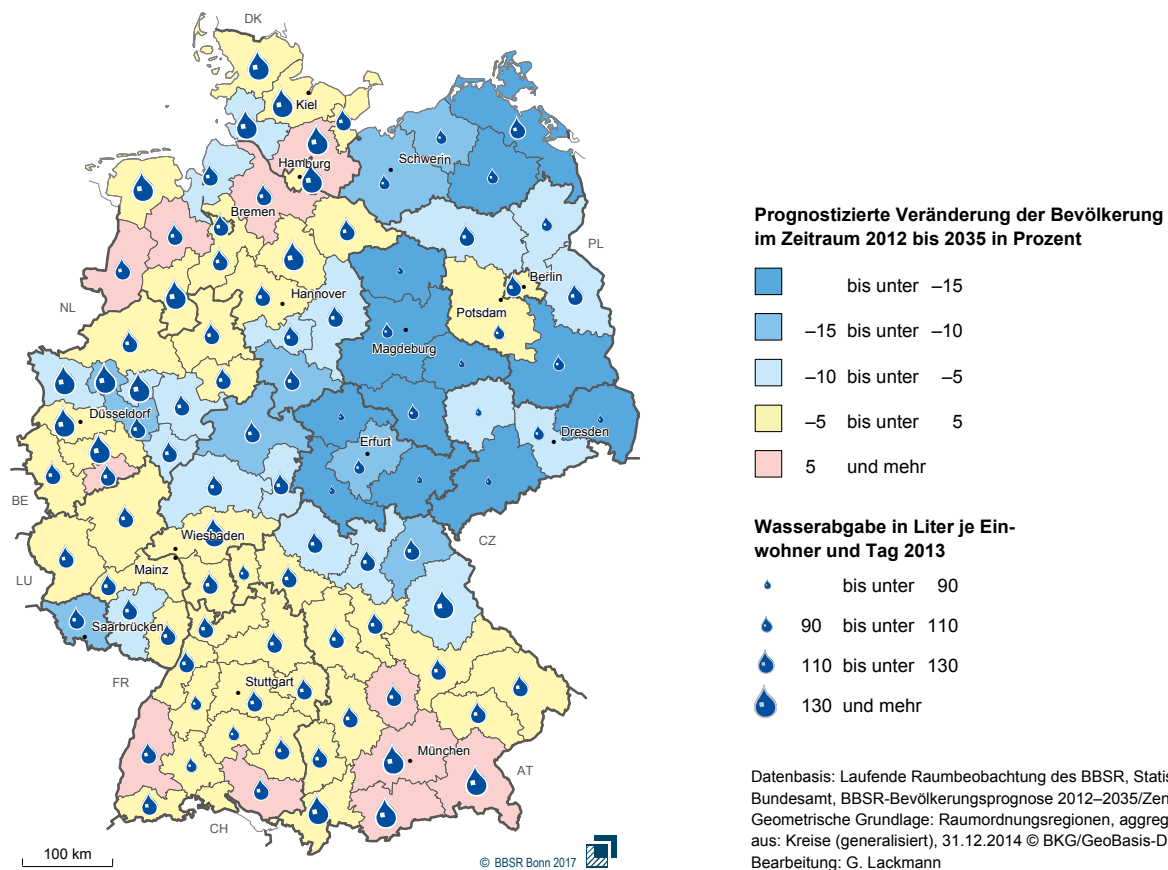 DK
Kiel
Hamburg
Schwerin
Bremen
PL
Berlin
NL
Hannover
Potsdam
Magdeburg
Düsseldorf
Dresden
Erfurt
BE
CZ
Wiesbaden
LU
Mainz
Saarbrücken
FR
Stuttgart
München
AT
CH
100 km
© BBSR Bonn 2017
Prognostizierte Veränderung der Bevölkerung
im Zeitraum 2012 bis 2035 in Prozent
bis unter –15
–15 bis unter –10
–10 bis unter –5
–5 bis unter 5
5 und mehr
Wasserabgabe in Liter je Ein-
wohner und Tag 2013
bis unter 90
90 bis unter 110
110 bis unter 130
130 und mehr
Datenbasis: Laufende Raumbeobachtung des BBSR, Statis
Bundesamt, BBSR-Bevölkerungsprognose 2012–2035/Zen
Geometrische Grundlage: Raumordnungsregionen, aggreg
aus: Kreise (generalisiert), 31.12.2014 © BKG/GeoBasis-D
Bearbeitung: G. Lackmann